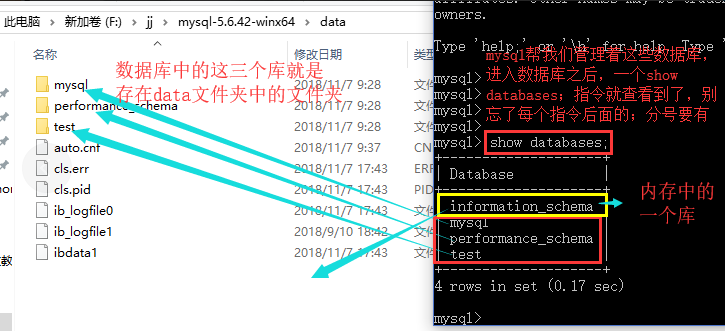 此电脑 › 新加卷 (F:) › jj › mysql-5.6.42-winx64 › data
名称
修改日期
类型
mysql
2018/11/7 9:28
文件
performance_schema
2018/11/7 9:28
文件
test
2018/11/7 9:28
文件
auto.cnf
2018/11/7 9:37
CN
cls.err
2018/11/7 17:43
ERR
cls.pid
2018/11/7 17:43
PID
ib_logfile0
2018/11/7 17:43
文件
ib_logfile1
2018/9/10 18:42
文件
ibdata1
2018/11/7 17:43
文件
数据库中的这三个库就是
存在data文件夹中的文件夹
owners.
Type 'help;' or '\h' for help. Type
mysql帮我们管理看这些数据库，
进入数据库之后，一个show
databases；指令就查看到了，别
忘了每个指令后面的；分号要有
mysql>
mysql>
mysql>
mysql>
mysql> show databases;
Database
information_schema
mysql
performance_schema
test
内存中的
一个库
4 rows in set (0.17 sec)
mysql>